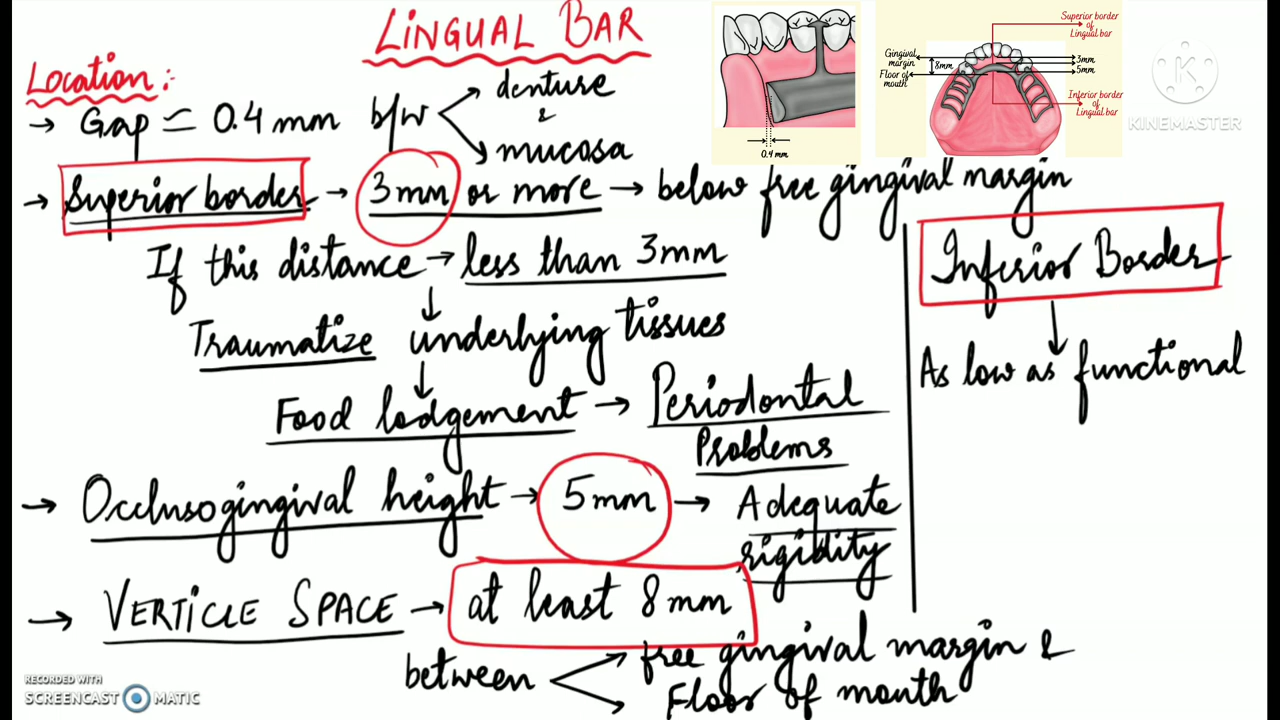 LINGUAL BAR
Location :-
→ Gap ≃ 0.4 mm b/w denture
&
mucosa
→ Superior border → 3mm or more → below free gingival margin
If this distance → less than 3mm
↓
Traumatize underlying tissues
↓
Food lodgement → Periodontal
Problems
→ Occlusogingival height → 5mm → Adequate
rigidity
→ VERTICLE SPACE → at least 8mm
between free gingival margin &
Floor of mouth
Inferior Border
↓
As low as functional
0.4 mm
Superior border
of
Lingual bar
Gingival
margin
8mm
Floor of
mouth
3mm
5mm
Inferior border
of
Lingual bar
K
KINEMASTER
RECORDED WITH
SCREENCAST MATIC